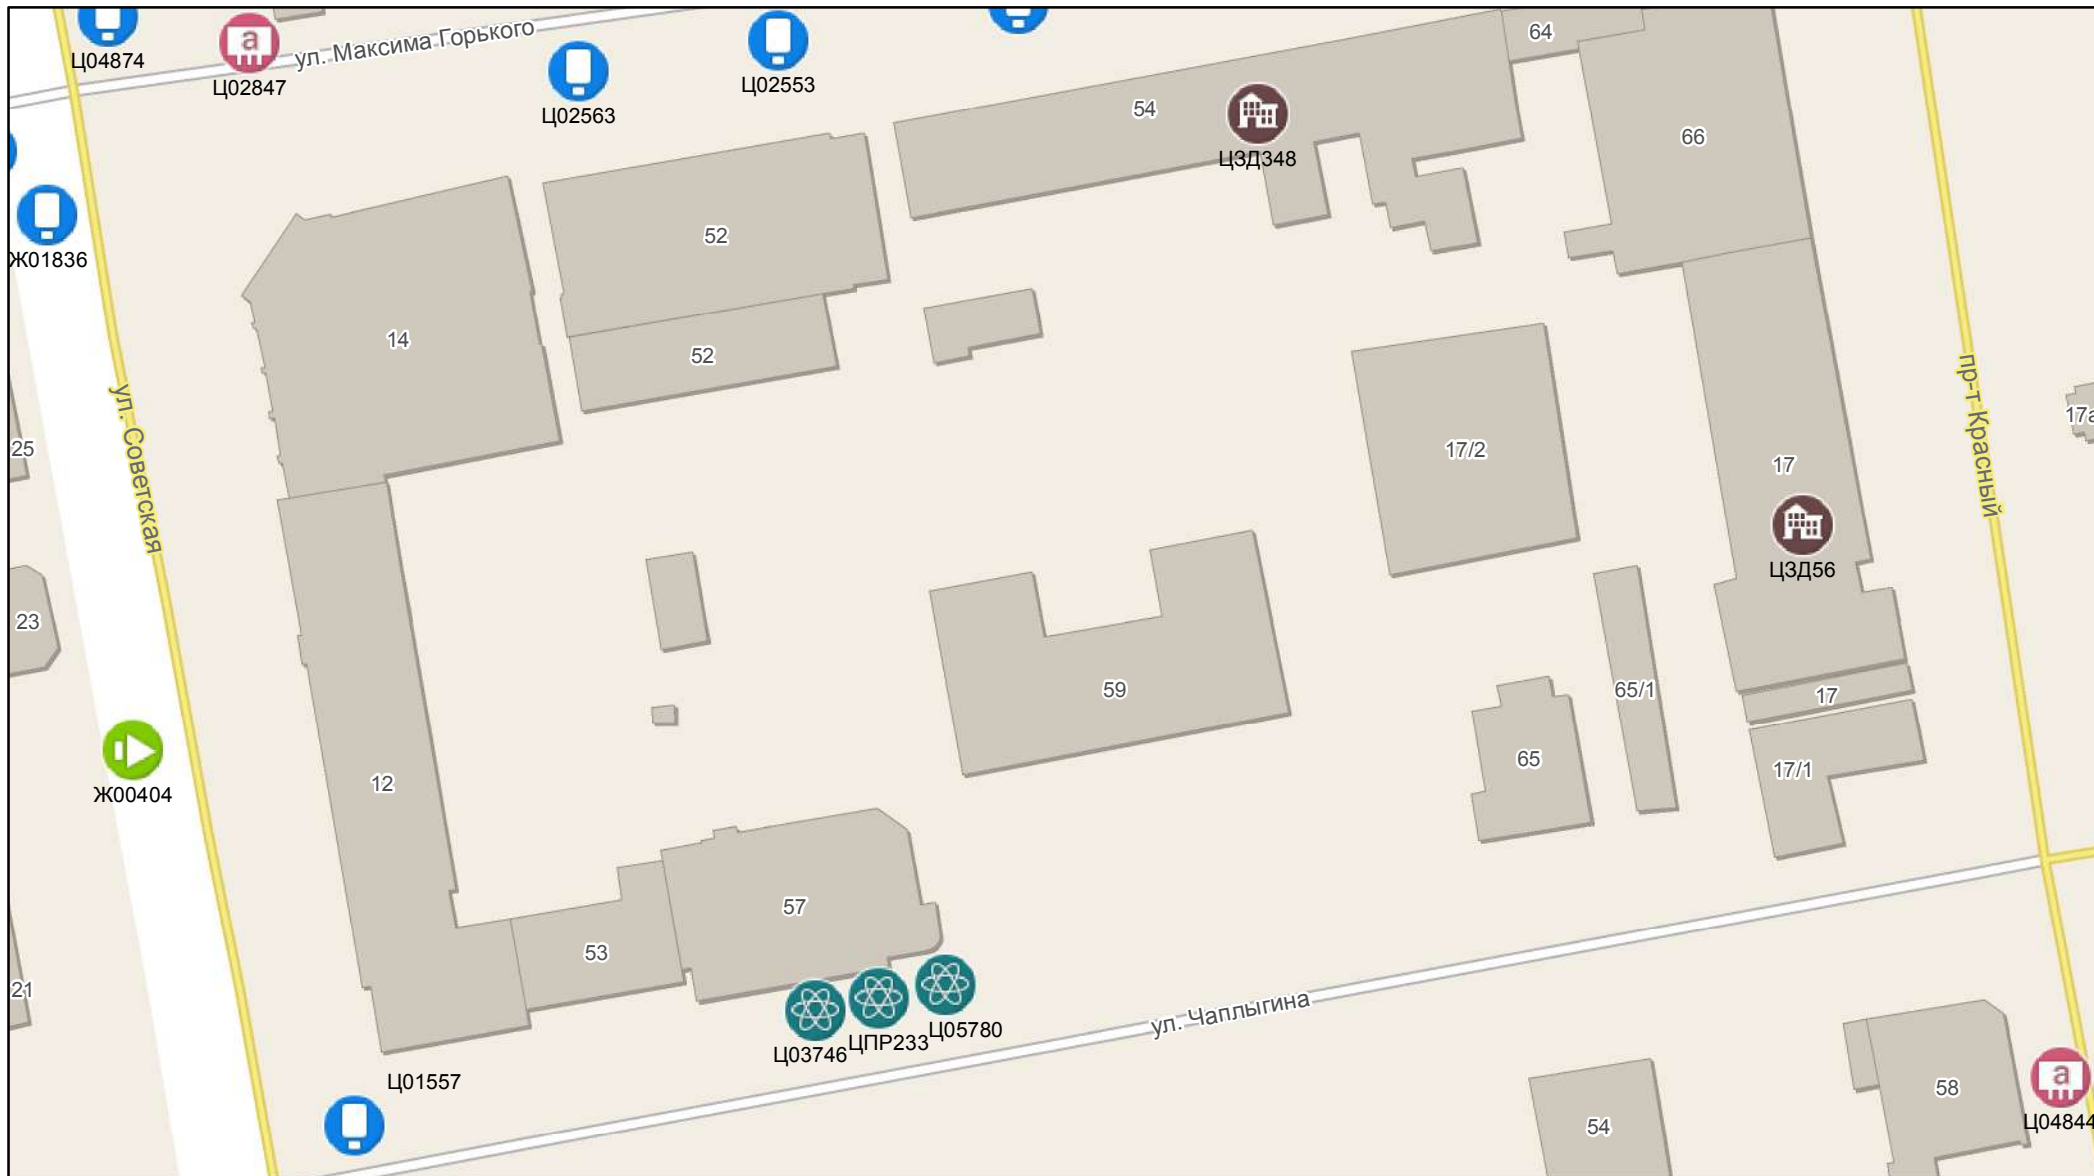 64
Ц04874
ул. Максима Горького
Ц02847
Ц02553
Ц02563
54
66
ЦЗД348
52
Ж01836
14
52
пр-т Красный
17а
ул. Советская
25
17/2
17
ЦЗД56
23
59
65/1
17
65
17/1
12
Ж00404
57
53
21
ул. Чаплыгина
Ц05780
ЦПР233
Ц03746
Ц01557
58
Ц04844
54